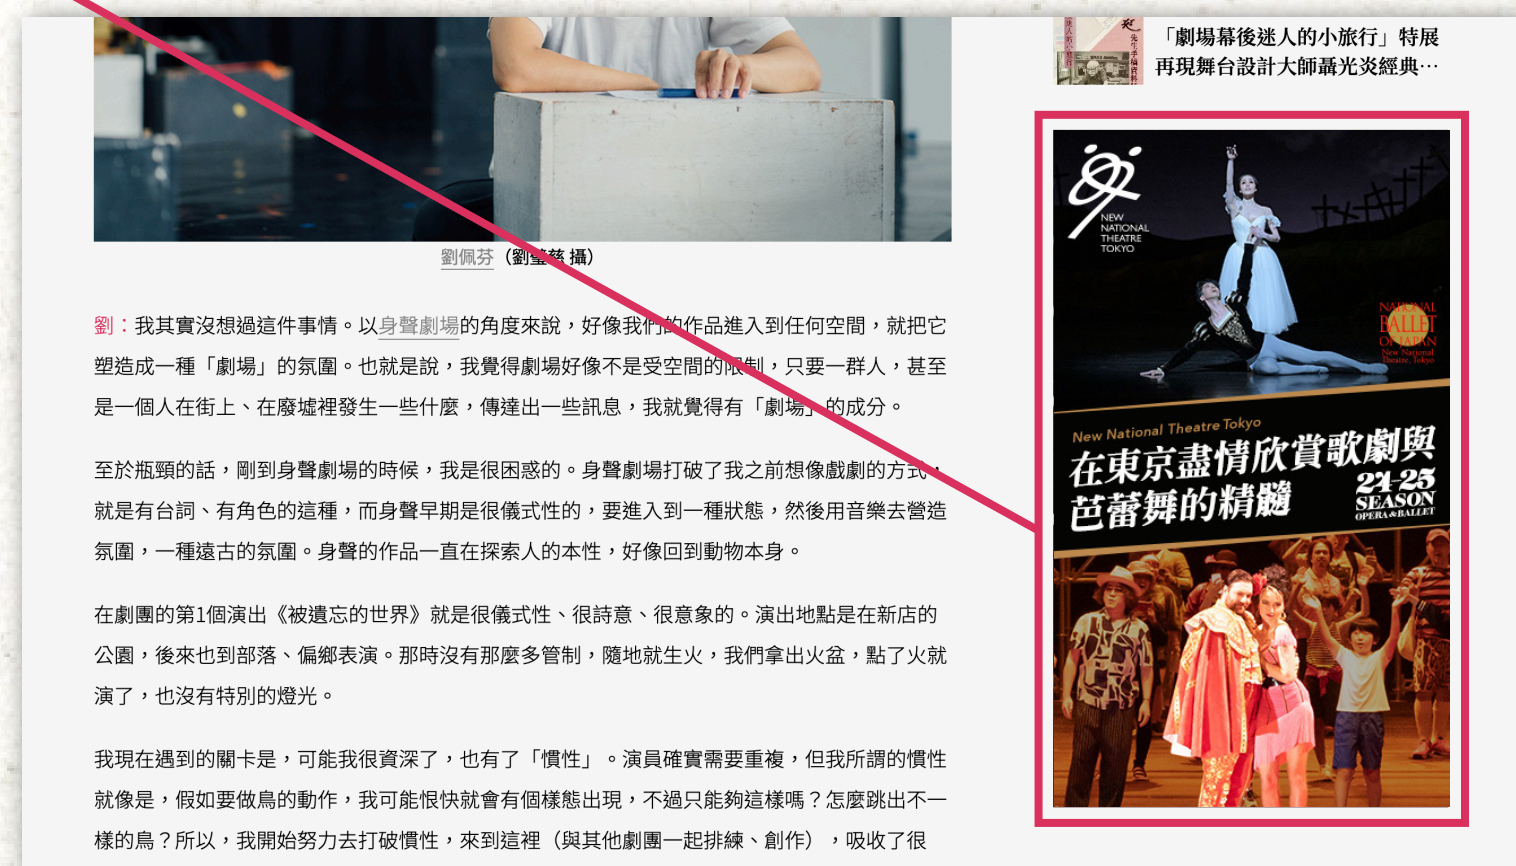 劉佩芬（劉璧慈 攝）
劉：我其實沒想過這件事情。以身聲劇場的角度來說，好像我們的作品進入到任何空間，就把它
塑造成一種「劇場」的氛圍。也就是說，我覺得劇場好像不是受空間的限制，只要一群人，甚至
是一個人在街上、在廢墟裡發生一些什麼，傳達出一些訊息，我就覺得有「劇場」的成分。
至於瓶頸的話，剛到身聲劇場的時候，我是很困惑的。身聲劇場打破了我之前想像戲劇的方式，
就是有台詞、有角色的這種，而身聲早期是很儀式性的，要進入到一種狀態，然後用音樂去營造
氛圍，一種遠古的氛圍。身聲的作品一直在探索人的本性，好像回到動物本身。
在劇團的第1個演出《被遺忘的世界》就是很儀式性、很詩意、很意象的。演出地點是在新店的
公園，後來也到部落、偏鄉表演。那時沒有那麼多管制，隨地就生火，我們拿出火盆，點了火就
演了，也沒有特別的燈光。
我現在遇到的關卡是，可能我很資深了，也有了「慣性」。演員確實需要重複，但我所謂的慣性
就像是，假如要做鳥的動作，我可能恨快就會有個樣態出現，不過只能夠這樣嗎？怎麼跳出不一
樣的鳥？所以，我開始努力去打破慣性，來到這裡（與其他劇團一起排練、創作），吸收了很
先生手稿資料
「劇場幕後迷人的小旅行」特展
再現舞台設計大師聶光炎經典…
NEW
NATIONAL
THEATRE
TOKYO
NATIONAL
BALLET
OF JAPAN
New National
Theatre, Tokyo
New National Theatre Tokyo
在東京盡情欣賞歌劇與
芭蕾舞的精髓
24-25
SEASON
OPERA & BALLET